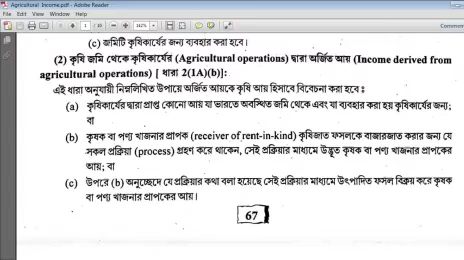 Agricultural Income.pdf - Adobe Reader
File Edit View Window Help
1 / 10
162%
Comment
(c) জমিটি কৃষিকার্যের জন্য ব্যবহার করা হবে।
(2) কৃষি জমি থেকে কৃষিকার্যের (Agricultural operations) দ্বারা অর্জিত আয় (Income derived from
agricultural operations) [ ধারা 2(1A)(b)]:
এই ধারা অনুযায়ী নিম্নলিখিত উপায়ে অর্জিত আয়কে কৃষি আয় হিসাবে বিবেচনা করা হবে :
(a) কৃষিকার্যের দ্বারা প্রাপ্ত কোনো আয় যা ভারতে অবস্থিত জমি থেকে এবং যা ব্যবহার করা হয় কৃষিকার্যের জন্য;
বা
(b) কৃষক বা পণ্য খাজনার প্রাপক (receiver of rent-in-kind) কৃষিজাত ফসলকে বাজারজাত করার জন্য যে
সকল প্রক্রিয়া (process) গ্রহণ করে থাকেন, সেই প্রক্রিয়ার মাধ্যমে উদ্ভূত কৃষক বা পণ্য খাজনার প্রাপকের
আয়; বা
(c) উপরে (b) অনুচ্ছেদে যে প্রক্রিয়ার কথা বলা হয়েছে সেই প্রক্রিয়ার মাধ্যমে উৎপাদিত ফসল বিক্রয় করে কৃষক
বা পণ্য খাজনার প্রাপকের আয়।
67